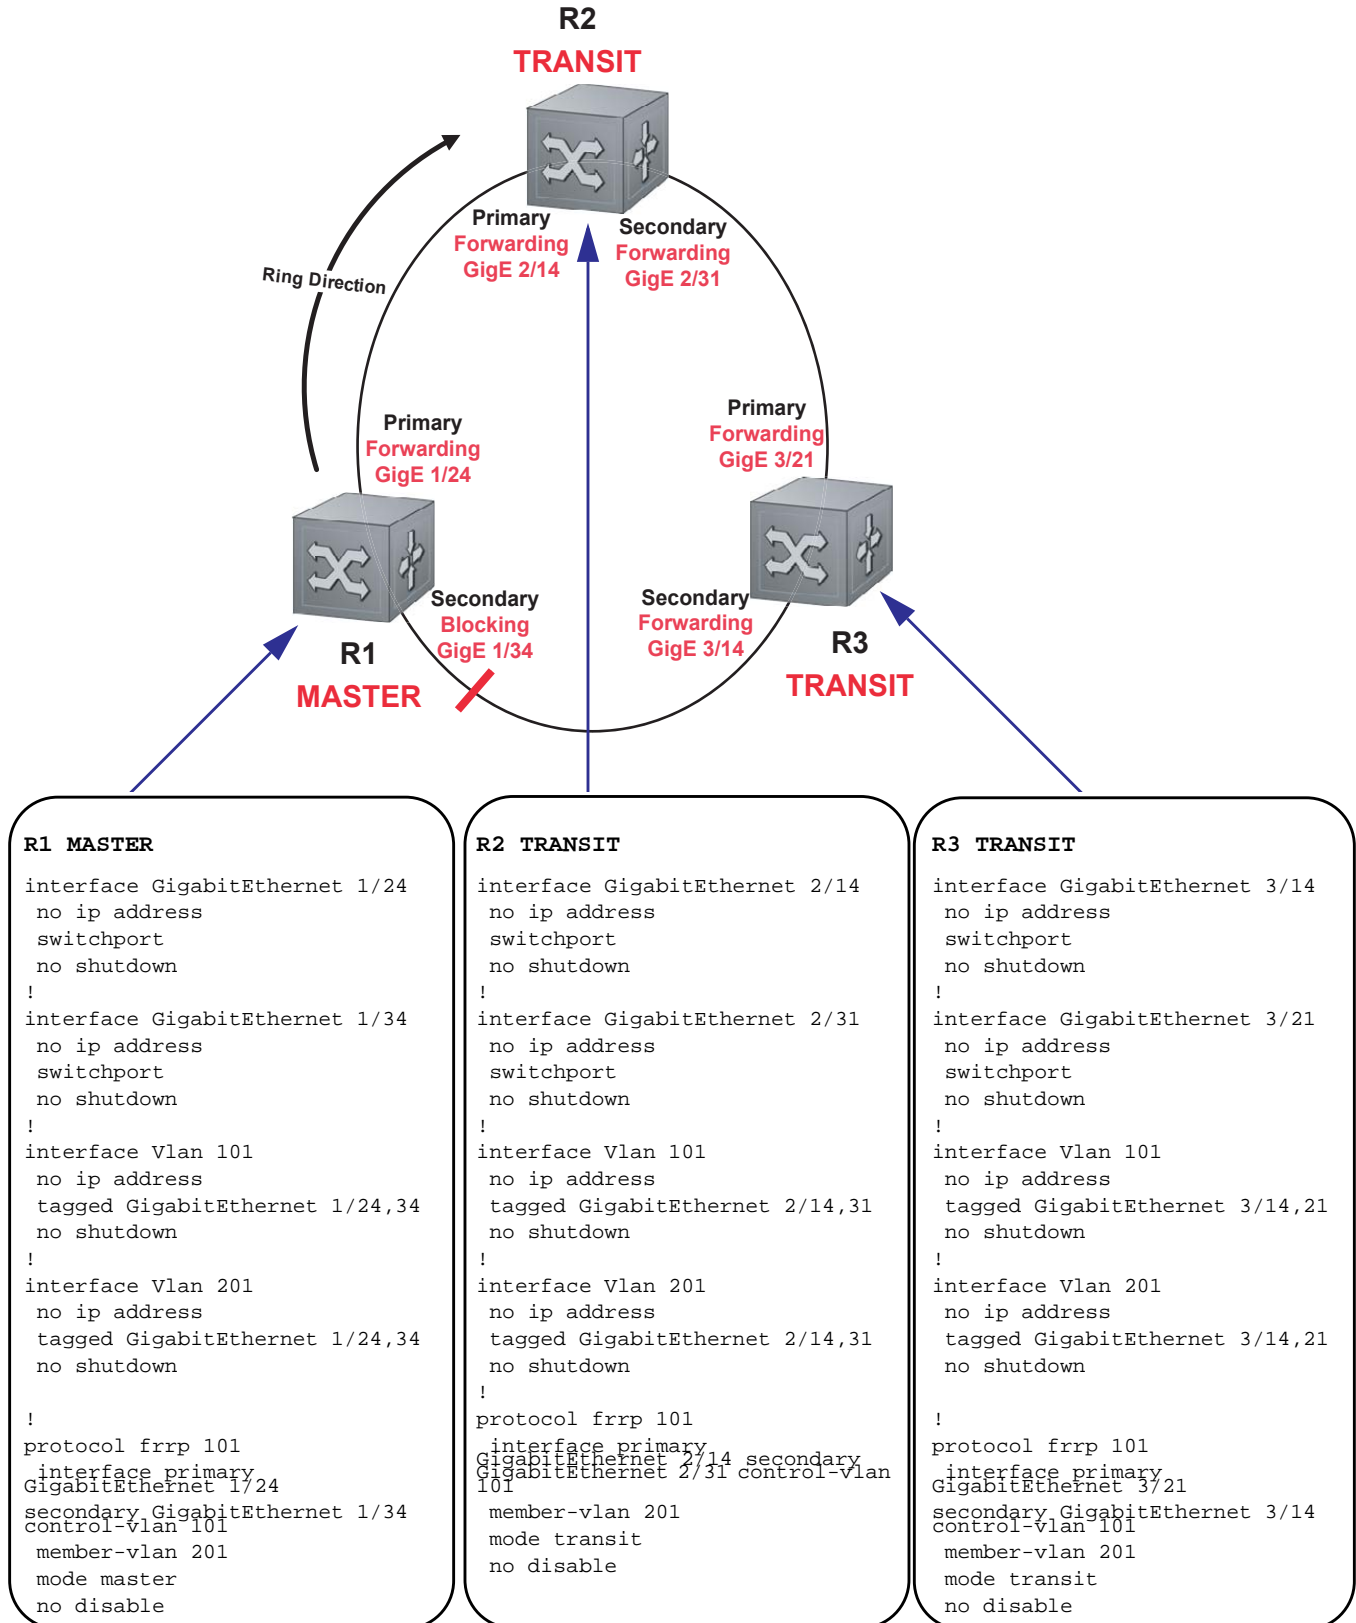 R2
TRANSIT
Primary
Forwarding
GigE 2/14
Secondary
Forwarding
GigE 2/31
Ring Direction
Primary
Forwarding
GigE 1/24
Primary
Forwarding
GigE 3/21
Secondary
Blocking
GigE 1/34
Secondary
Forwarding
GigE 3/14
R1
MASTER
R3
TRANSIT
R1 MASTER
interface GigabitEthernet 1/24
no ip address
switchport
no shutdown
!
interface GigabitEthernet 1/34
no ip address
switchport
no shutdown
!
interface Vlan 101
no ip address
tagged GigabitEthernet 1/24,34
no shutdown
!
interface Vlan 201
no ip address
tagged GigabitEthernet 1/24,34
no shutdown
!
protocol frrp 101
interface primary
GigabitEthernet 1/24
secondary GigabitEthernet 1/34
control-vlan 101
member-vlan 201
mode master
no disable
R2 TRANSIT
interface GigabitEthernet 2/14
no ip address
switchport
no shutdown
!
interface GigabitEthernet 2/31
no ip address
switchport
no shutdown
!
interface Vlan 101
no ip address
tagged GigabitEthernet 2/14,31
no shutdown
!
interface Vlan 201
no ip address
tagged GigabitEthernet 2/14,31
no shutdown
!
protocol frrp 101
interface primary
GigabitEthernet 2/14 secondary
GigabitEthernet 2/31 control-vlan
101
member-vlan 201
mode transit
no disable
R3 TRANSIT
interface GigabitEthernet 3/14
no ip address
switchport
no shutdown
!
interface GigabitEthernet 3/21
no ip address
switchport
no shutdown
!
interface Vlan 101
no ip address
tagged GigabitEthernet 3/14,21
no shutdown
!
interface Vlan 201
no ip address
tagged GigabitEthernet 3/14,21
no shutdown
!
protocol frrp 101
interface primary
GigabitEthernet 3/21
secondary GigabitEthernet 3/14
control-vlan 101
member-vlan 201
mode transit
no disable